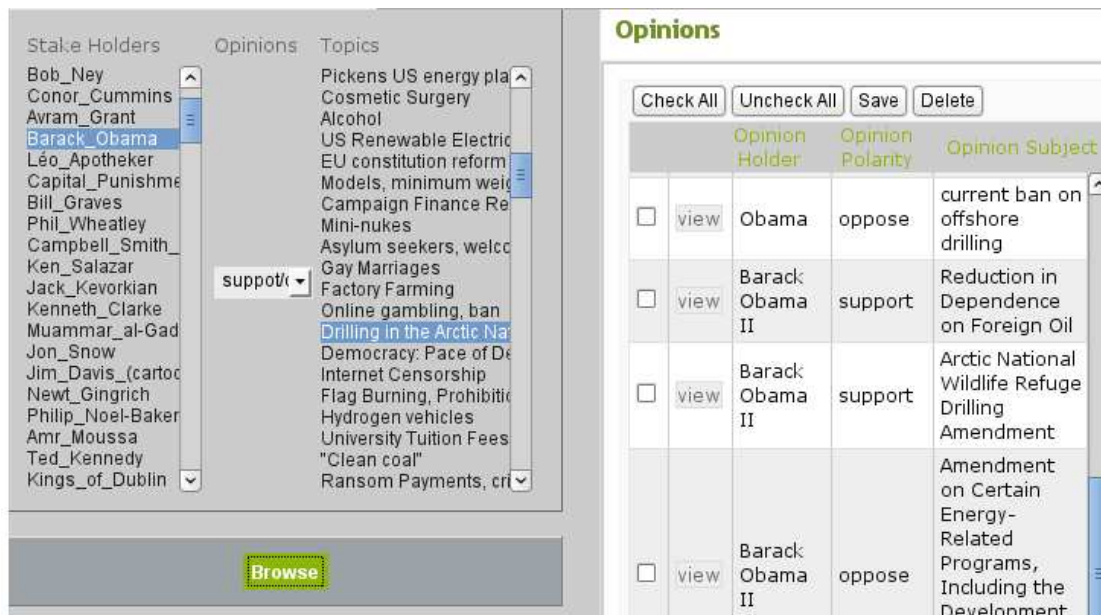 Stake Holders
Opinions
Topics
Bob_Ney
Conor_Cummins
Avram_Grant
Barack_Obama
Léo_Apotheker
Capital_Punishme
Bill_Graves
Phil_Wheatley
Campbell_Smith_
Ken_Salazar
Jack_Kevorkian
Kenneth_Clarke
Muammar_al-Gad
Jon_Snow
Jim_Davis_(cartoo
Newt_Gingrich
Philip_Noel-Baker
Amr_Moussa
Ted_Kennedy
Kings_of_Dublin
suppot/o
Pickens US energy pla
Cosmetic Surgery
Alcohol
US Renewable Electric
EU constitution reform
Models, minimum weig
Campaign Finance Re
Mini-nukes
Asylum seekers, welco
Gay Marriages
Factory Farming
Online gambling, ban
Drilling in the Arctic Nat
Democracy: Pace of De
Internet Censorship
Flag Burning, Prohibitio
Hydrogen vehicles
University Tuition Fees
"Clean coal"
Ransom Payments, cri
Browse
Opinions
Check All Uncheck All Save Delete
Opinion
Holder
Opinion
Polarity
Opinion Subject
view
Obama
oppose
current ban on
offshore
drilling
view
Barack
Obama
II
support
Reduction in
Dependence
on Foreign Oil
view
Barack
Obama
II
support
Arctic National
Wildlife Refuge
Drilling
Amendment
view
Barack
Obama
II
oppose
Amendment
on Certain
Energy-
Related
Programs,
Including the
Development